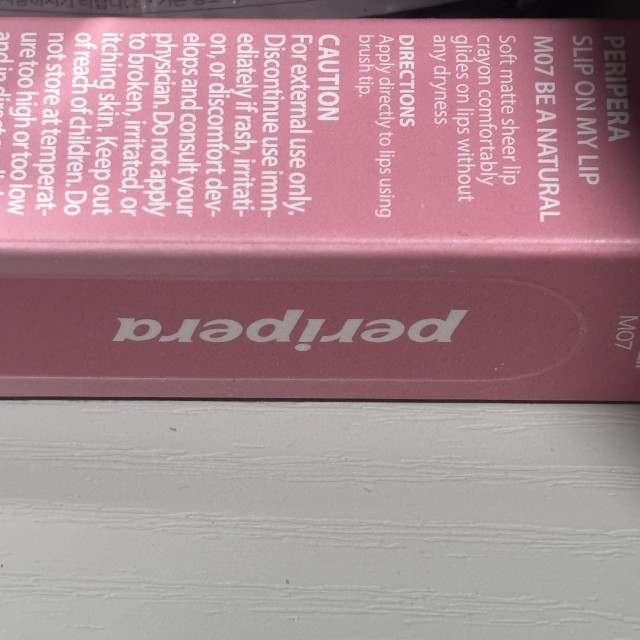 PERIPERA
SLIP ON MY LIP
M07 BE A NATURAL
Soft matte sheer lip
crayon comfortably
glides on lips without
any dryness
DIRECTIONS
Apply directly to lips using
brush tip.
CAUTION
For external use only.
Discontinue use imm-
ediately if rash, irritati-
on, or discomfort dev-
elops and consult your
physician. Do not apply
to broken, irritated, or
itching skin. Keep out
of reach of children. Do
not store at temperat-
ure too high or too low
peripera
M07